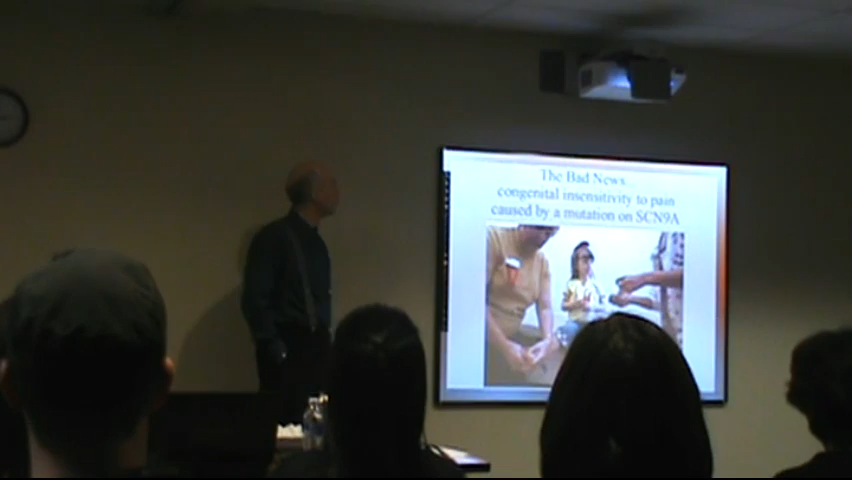 The Bad News:
congenital insensitivity to pain
caused by a mutation on SCN9A